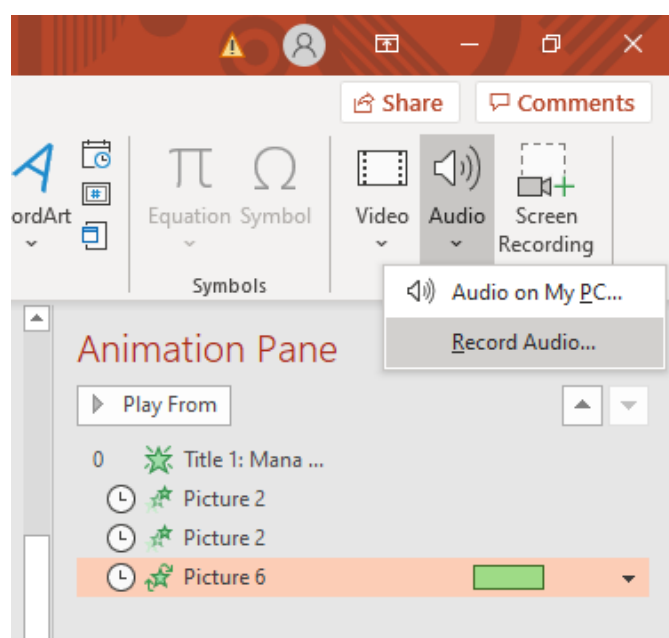 Share
Comments
ordArt
Equation
Symbol
Video
Audio
Screen
Recording
Symbols
Audio on My PC...
Record Audio...
Animation Pane
Play From
0 Title 1: Mana ...
Picture 2
Picture 2
Picture 6